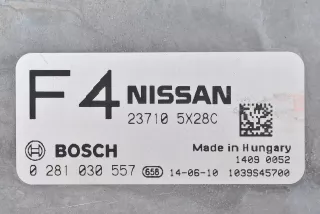 F4 NISSAN
23710 5X28C
BOSCH
Made in Hungary
1409 0052
0 281 030 557 658 14-06-10 1039S45700